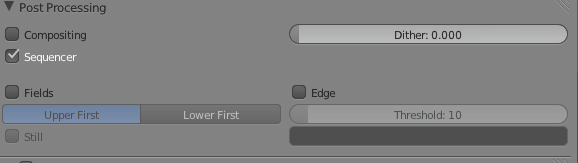 Post Processing
Compositing
Dither: 0.000
Sequencer
Fields
Edge
Upper First
Lower First
Threshold: 10
Still